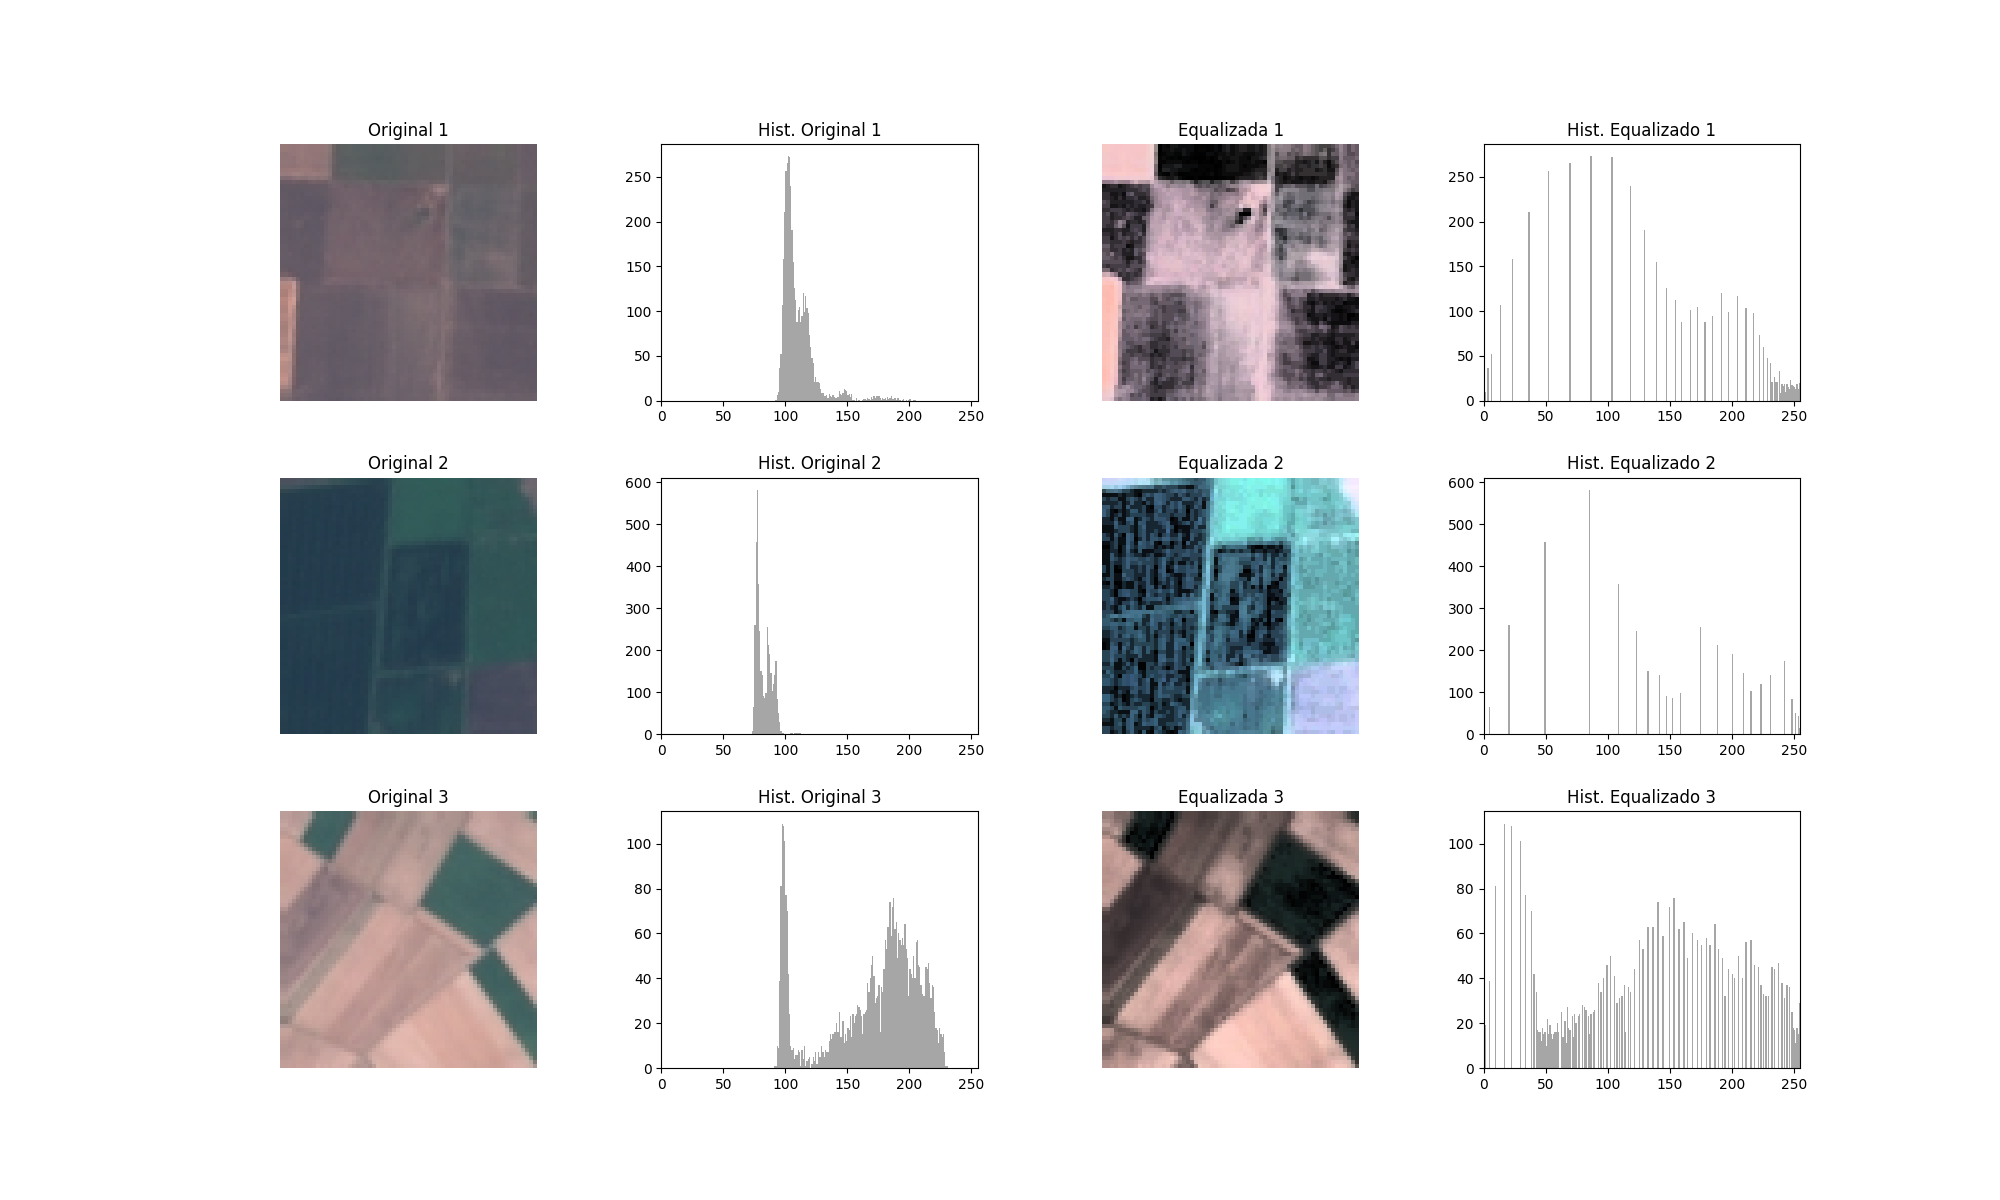 Original 1
Hist. Original 1
Equalizada 1
Hist. Equalizado 1
250
200
150
100
50
0
0 50 100 150 200 250
250
200
150
100
50
0
0 50 100 150 200 250
Original 2
Hist. Original 2
Equalizada 2
Hist. Equalizado 2
600
500
400
300
200
100
0
0 50 100 150 200 250
600
500
400
300
200
100
0
0 50 100 150 200 250
Original 3
Hist. Original 3
Equalizada 3
Hist. Equalizado 3
100
80
60
40
20
0
0 50 100 150 200 250
100
80
60
40
20
0
0 50 100 150 200 250